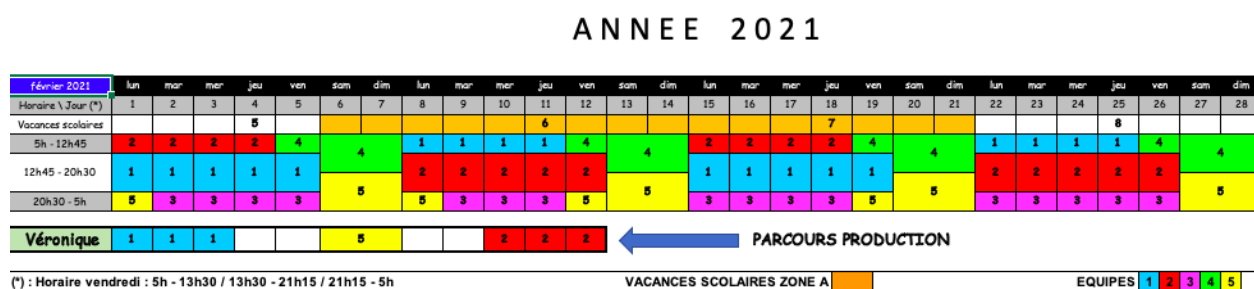 ANNEE 2021
février 2021 lun mar mer jeu ven sam dim lun mar mer jeu ven sam dim lun mar mer jeu ven sam dim lun mar mer jeu ven sam dim
Horaire \ Jour (*) 1 2 3 4 5 6 7 8 9 10 11 12 13 14 15 16 17 18 19 20 21 22 23 24 25 26 27 28
Vacances scolaires 5 6 7 8
5h - 12h45 2 2 2 2 4 4 1 1 1 1 4 4 2 2 2 2 4 4 1 1 1 1 4 4
12h45 - 20h30 1 1 1 1 1 5 2 2 2 2 2 5 1 1 1 1 1 5 2 2 2 2 2 5
20h30 - 5h 5 3 3 3 3 5 3 3 3 5 3 3 3 3 5 3 3 3 3 3
Véronique 1 1 1 5 2 2 2 PARCOURS PRODUCTION
(*) : Horaire vendredi : 5h - 13h30 / 13h30 - 21h15 / 21h15 - 5h VACANCES SCOLAIRES ZONE A EQUIPES 1 2 3 4 5